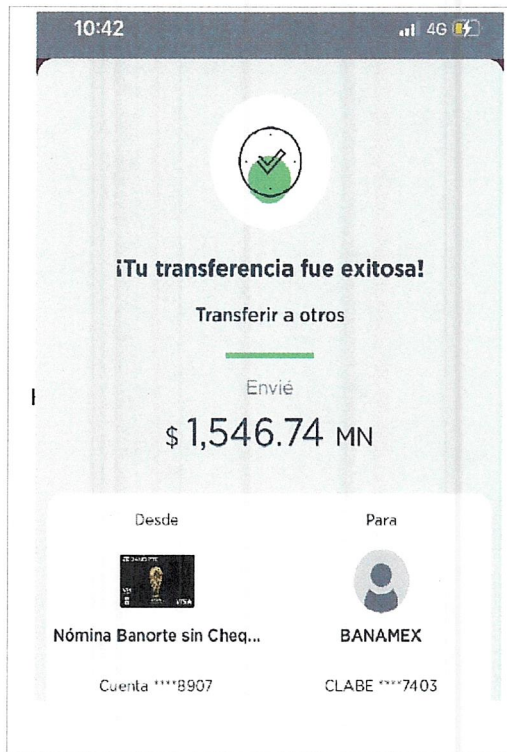 10:42
4G
¡Tu transferencia fue exitosa!
Transferir a otros
Envié
$ 1,546.74 MN
Desde
Para
VISA
Nómina Banorte sin Cheq...
BANAMEX
Cuenta ****8907
CLABE ****7403